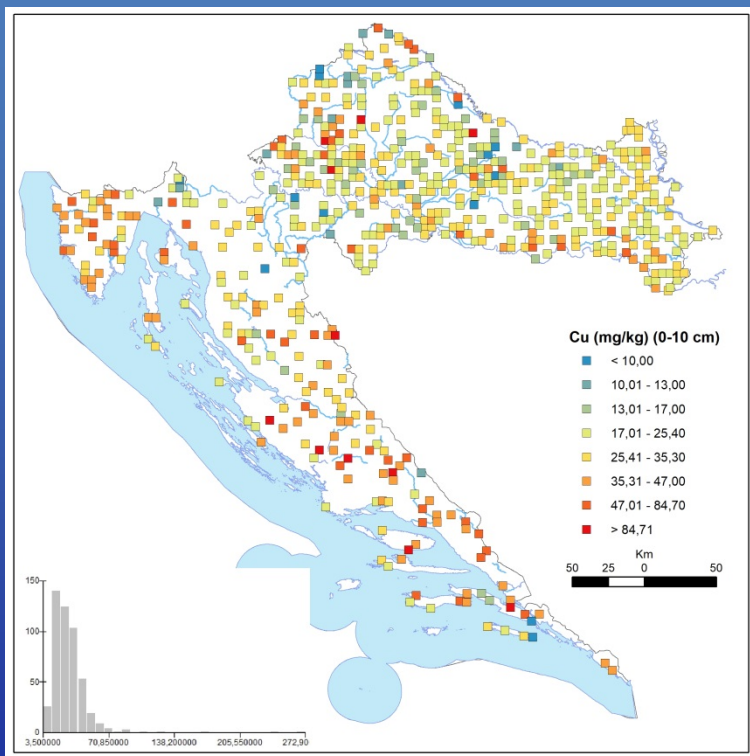 Cu (mg/kg) (0-10 cm)
< 10,00
10,01 - 13,00
13,01 - 17,00
17,01 - 25,40
25,41 - 35,30
35,31 - 47,00
47,01 - 84,70
> 84,71
Km
50 25 0 50
150
100
50
0
3,500000 70,850000 138,200000 205,550000 272,90